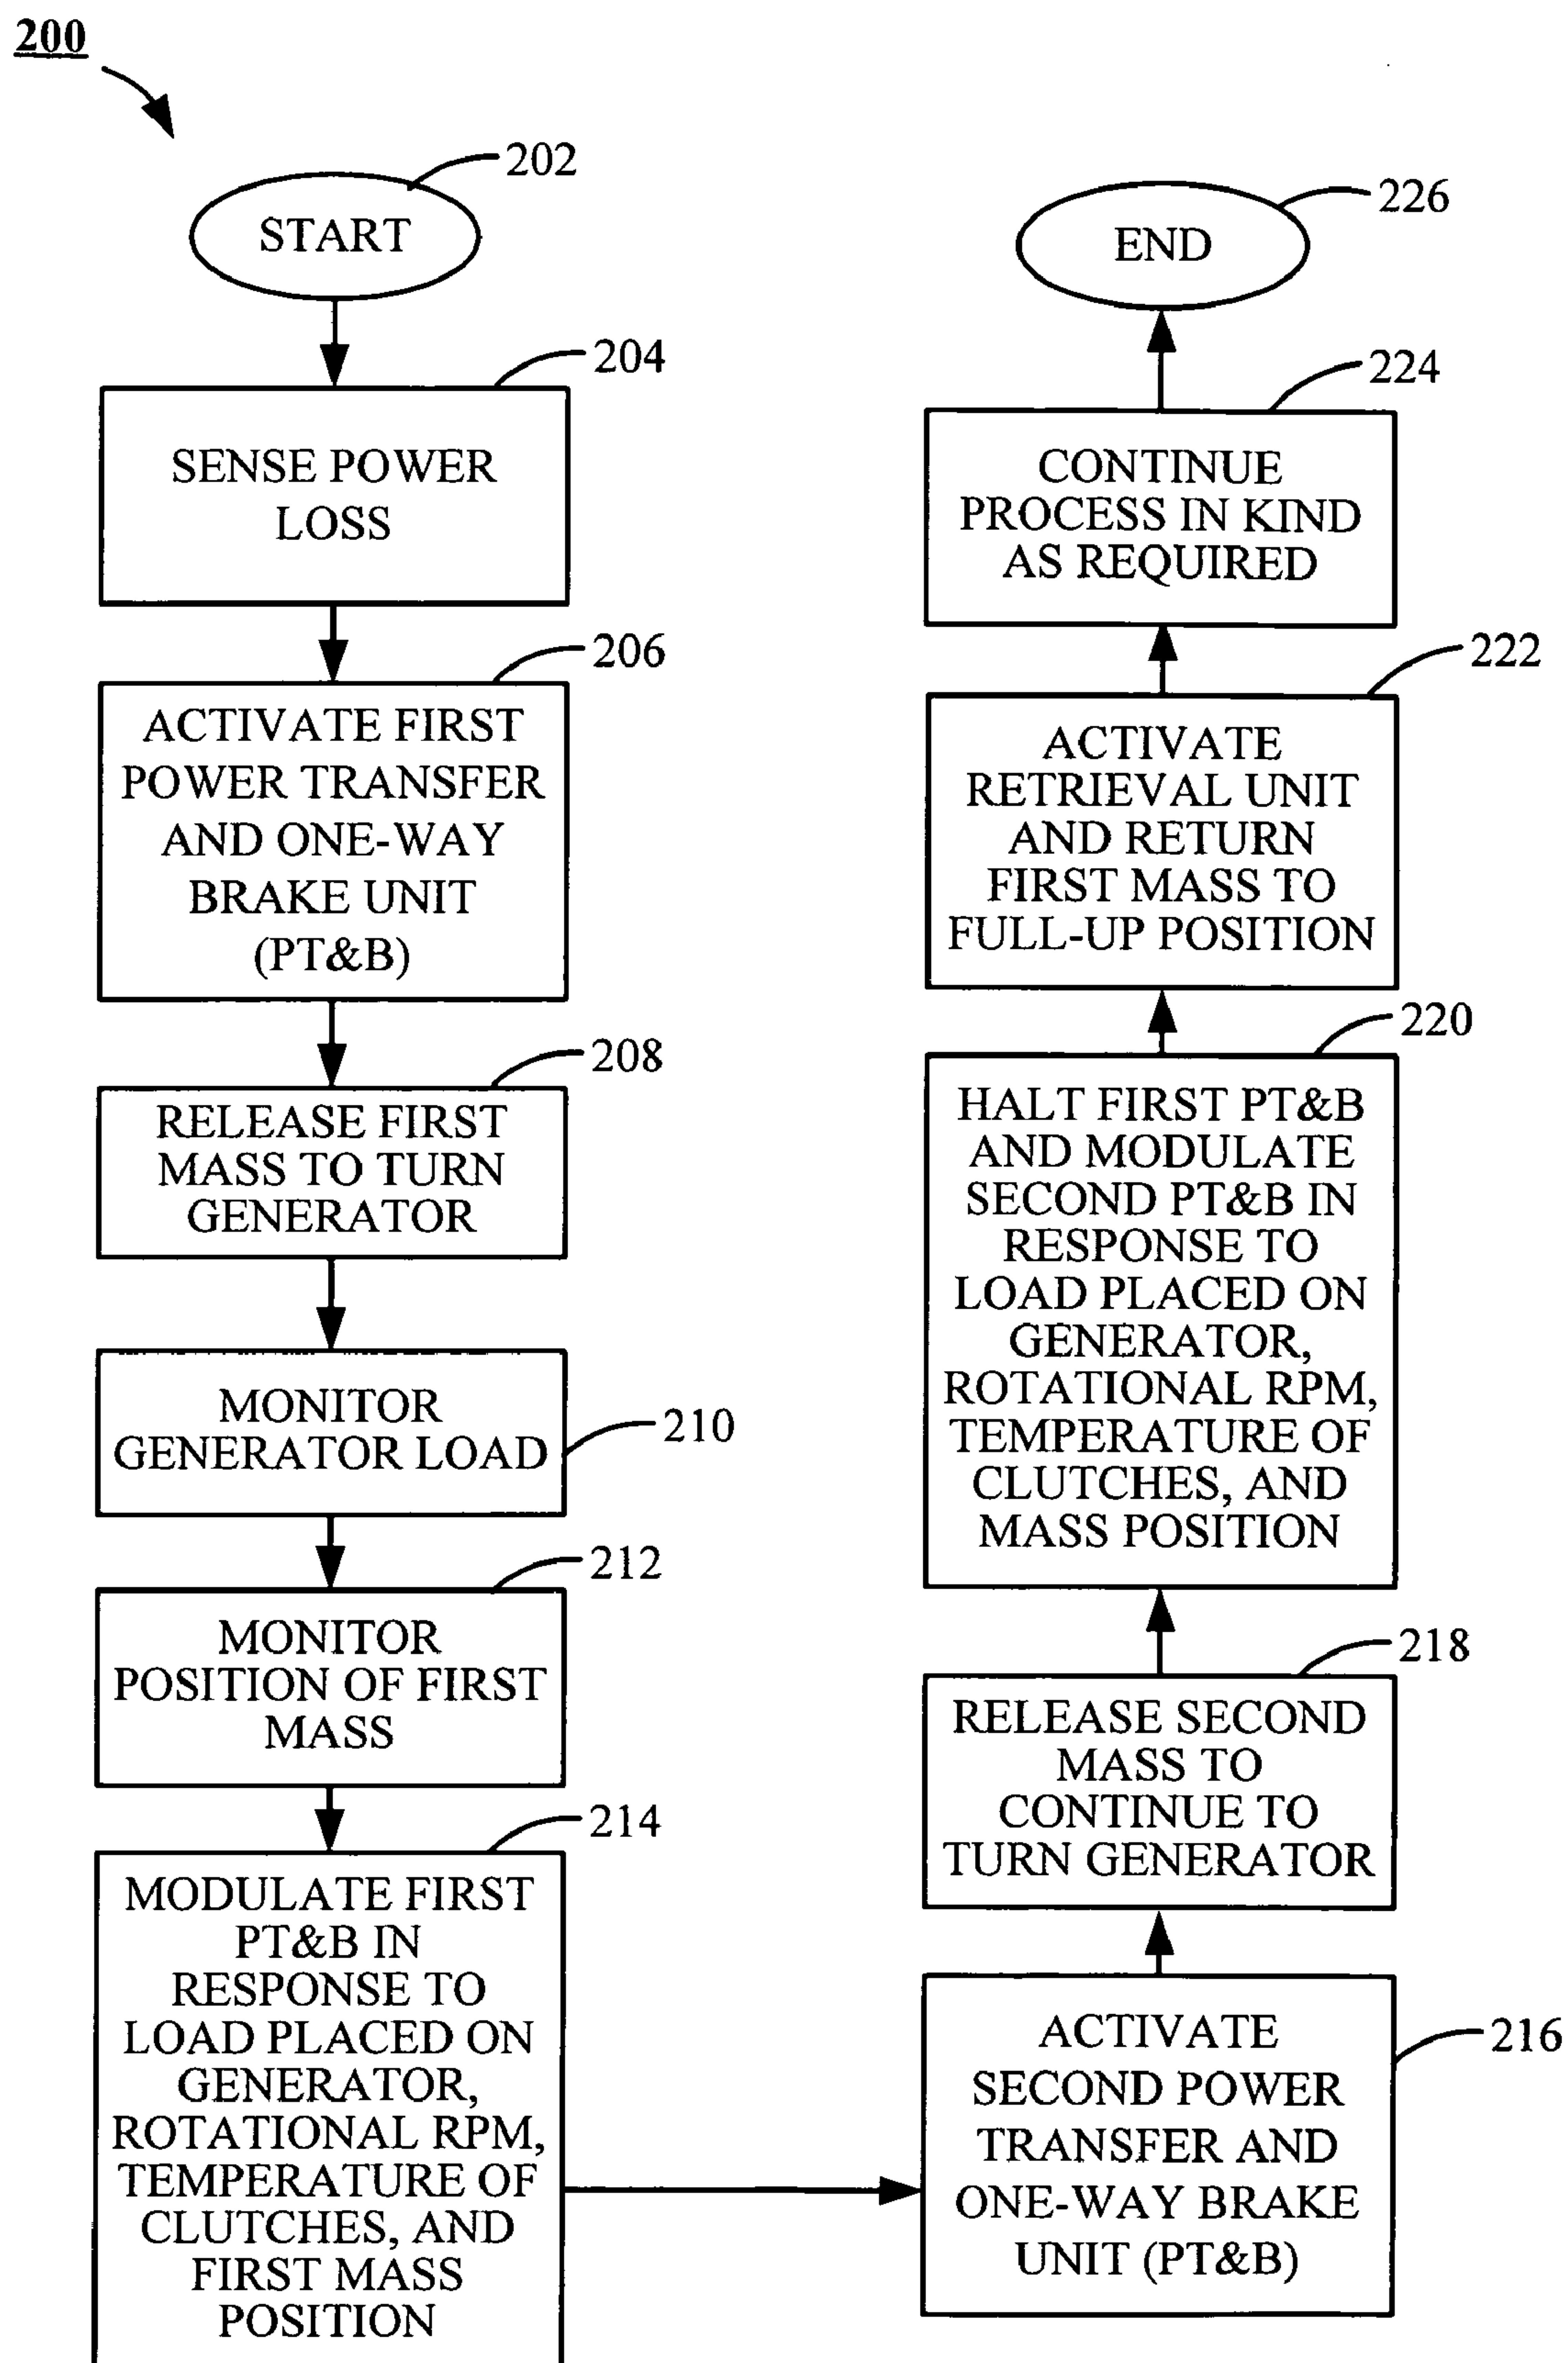 200
202
START
204
SENSE POWER
LOSS
206
ACTIVATE FIRST
POWER TRANSFER
AND ONE-WAY
BRAKE UNIT
(PT&B)
208
RELEASE FIRST
MASS TO TURN
GENERATOR
MONITOR
GENERATOR LOAD
210
212
MONITOR
POSITION OF FIRST
MASS
214
MODULATE FIRST
PT&B IN
RESPONSE TO
LOAD PLACED ON
GENERATOR,
ROTATIONAL RPM,
TEMPERATURE OF
CLUTCHES, AND
FIRST MASS
POSITION
216
ACTIVATE
SECOND POWER
TRANSFER AND
ONE-WAY BRAKE
UNIT (PT&B)
218
RELEASE SECOND
MASS TO
CONTINUE TO
TURN GENERATOR
220
HALT FIRST PT&B
AND MODULATE
SECOND PT&B IN
RESPONSE TO
LOAD PLACED ON
GENERATOR,
ROTATIONAL RPM,
TEMPERATURE OF
CLUTCHES, AND
MASS POSITION
222
ACTIVATE
RETRIEVAL UNIT
AND RETURN
FIRST MASS TO
FULL-UP POSITION
224
CONTINUE
PROCESS IN KIND
AS REQUIRED
226
END